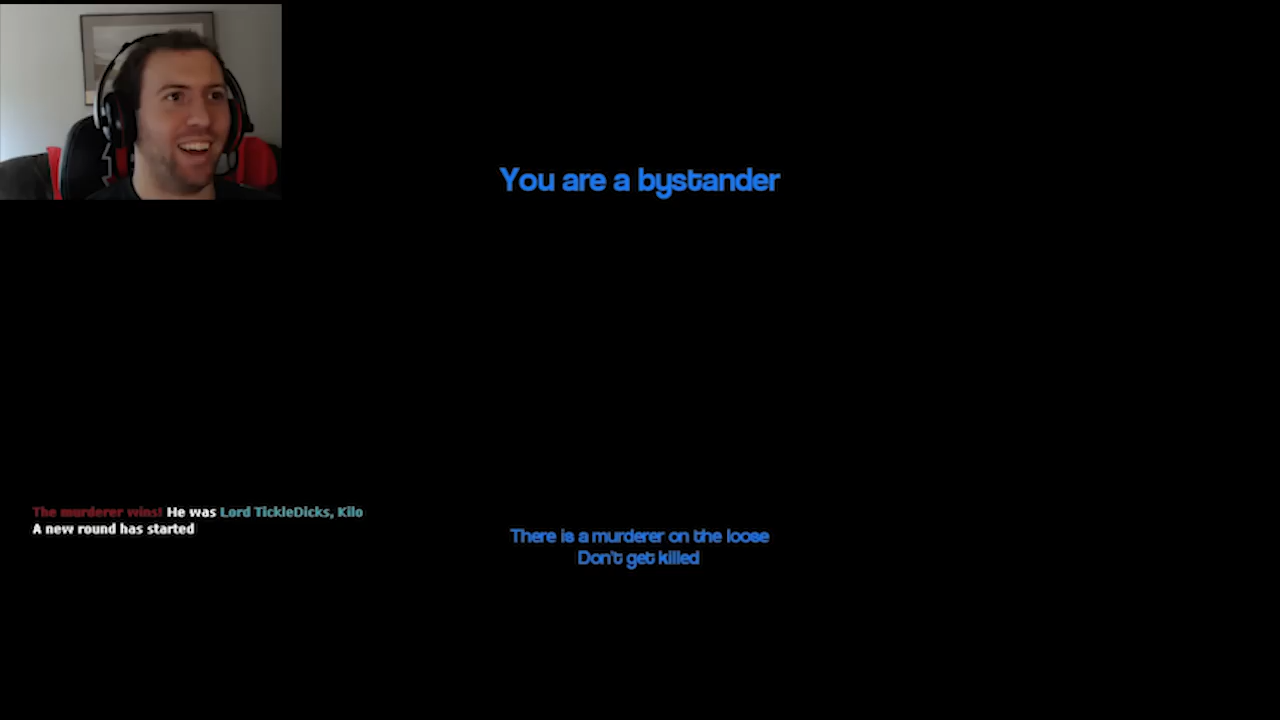 You are a bystander
The murderer wins! He was Lord TickleDicks, Kilo
A new round has started
There is a murderer on the loose
Don't get killed